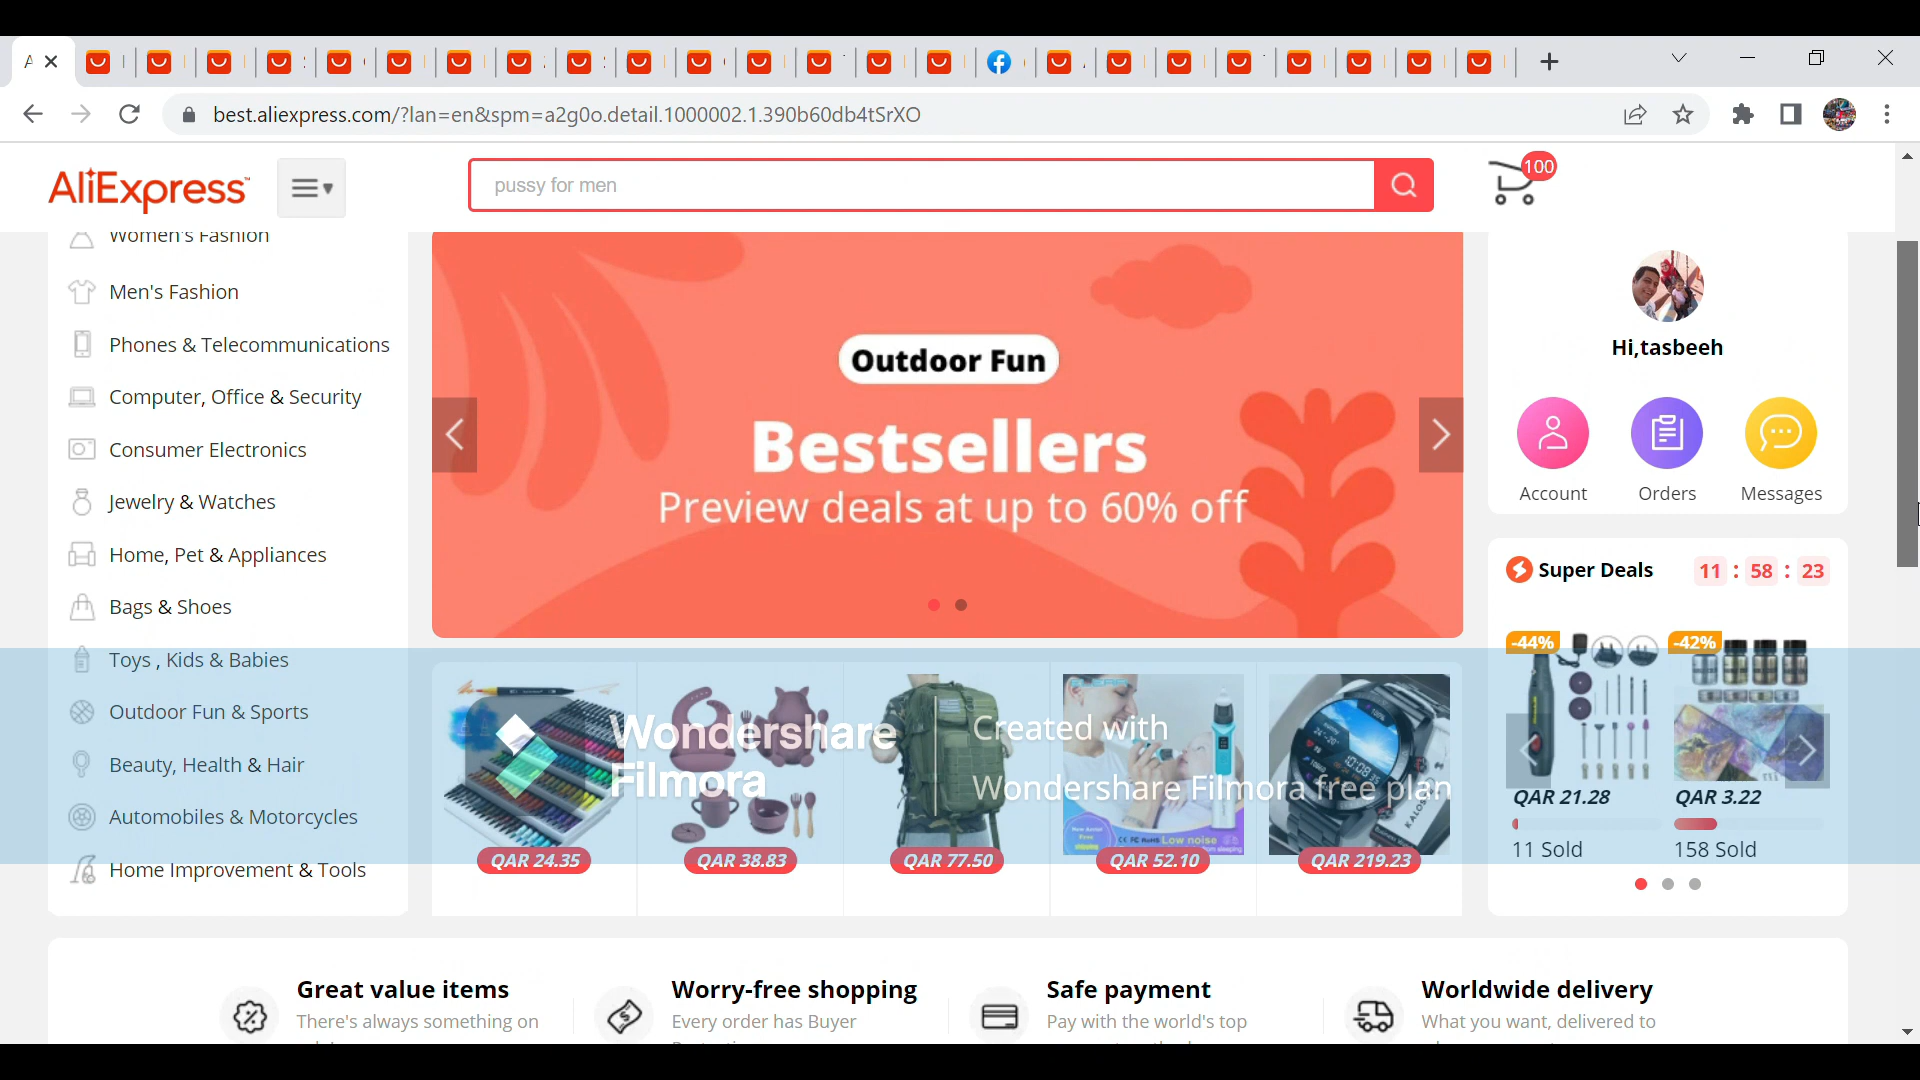 best.aliexpress.com/?lan=en&spm=a2g0o.detail.1000002.1.390b60db4tSrXO
AliExpress
pussy for men
100
Women's Fashion
Men's Fashion
Phones & Telecommunications
Computer, Office & Security
Consumer Electronics
Jewelry & Watches
Home, Pet & Appliances
Bags & Shoes
Toys , Kids & Babies
Outdoor Fun & Sports
Beauty, Health & Hair
Automobiles & Motorcycles
Home Improvement & Tools
Outdoor Fun
Bestsellers
Preview deals at up to 60% off
Hi,tasbeeh
Account
Orders
Messages
Super Deals
11 : 58 : 23
-44%
-42%
QAR 21.28
QAR 3.22
11 Sold
158 Sold
Wondershare
Filmora
Created with
Wondershare Filmora free plan
Low noise
KALOS
10:08
QAR 24.35
QAR 38.83
QAR 77.50
QAR 52.10
QAR 219.23
Great value items
There's always something on
Worry-free shopping
Every order has Buyer
Safe payment
Pay with the world's top
Worldwide delivery
What you want, delivered to